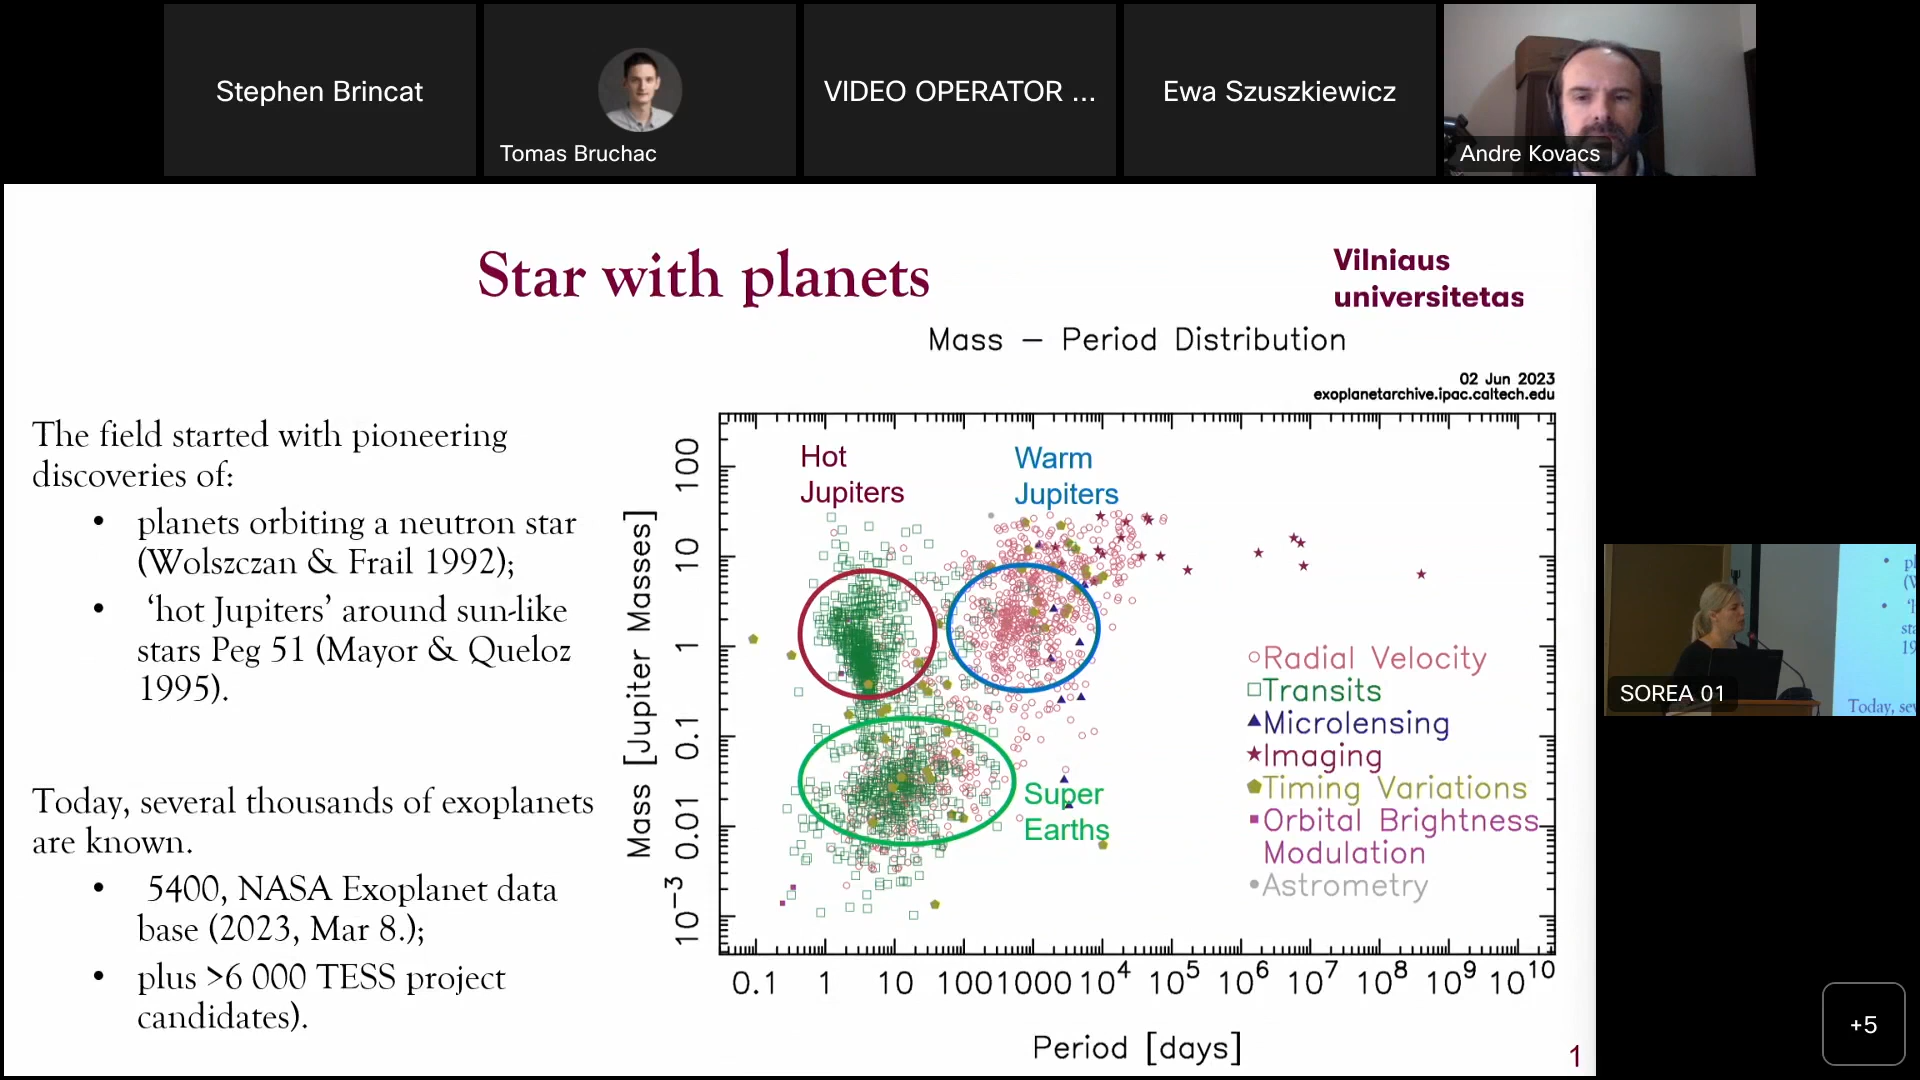 Stephen Brincat
Tomas Bruchac
VIDEO OPERATOR ...
Ewa Szuszkiewicz
Andre Kovacs
Star with planets
Vilniaus
universitetas
The field started with pioneering
discoveries of:
• planets orbiting a neutron star
(Wolszczan & Frail 1992);
• ‘hot Jupiters’ around sun-like
stars Peg 51 (Mayor & Queloz
1995).
Today, several thousands of exoplanets
are known.
• 5400, NASA Exoplanet data
base (2023, Mar 8.);
• plus >6 000 TESS project
candidates).
Mass − Period Distribution
02 Jun 2023
exoplanetarchive.ipac.caltech.edu
Mass [Jupiter Masses]
100
10
1
0.1
0.01
10⁻³
Hot
Jupiters
Warm
Jupiters
Super
Earths
Radial Velocity
Transits
Microlensing
Imaging
Timing Variations
Orbital Brightness
Modulation
Astrometry
0.1 1 10 100 1000 10⁴ 10⁵ 10⁶ 10⁷ 10⁸ 10⁹ 10¹⁰
Period [days]
1
SOREA 01
Today, sev
+5